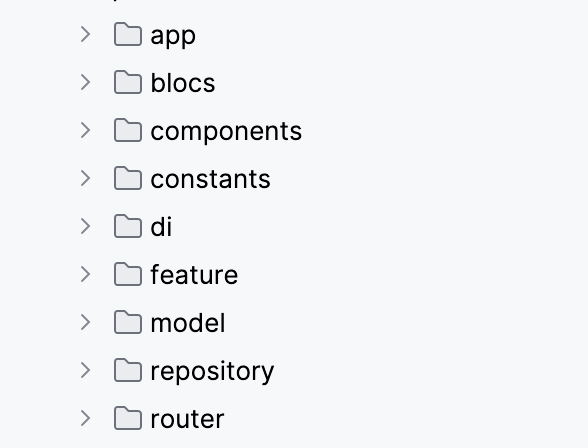 app
blocs
components
constants
di
feature
model
repository
router